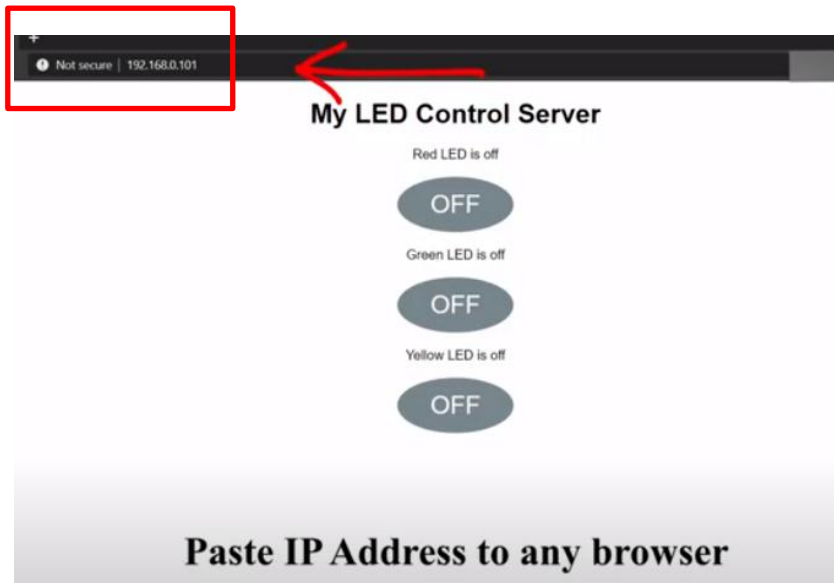 +
Not secure | 192.168.0.101
My LED Control Server
Red LED is off
OFF
Green LED is off
OFF
Yellow LED is off
OFF
Paste IP Address to any browser